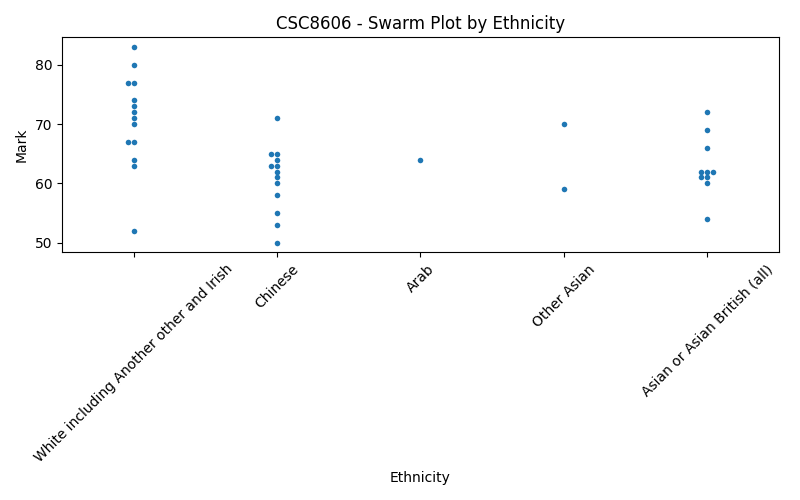 CSC8606 - Swarm Plot by Ethnicity
80
70
60
50
Mark
White including Another other and Irish
Chinese
Arab
Other Asian
Asian or Asian British (all)
Ethnicity